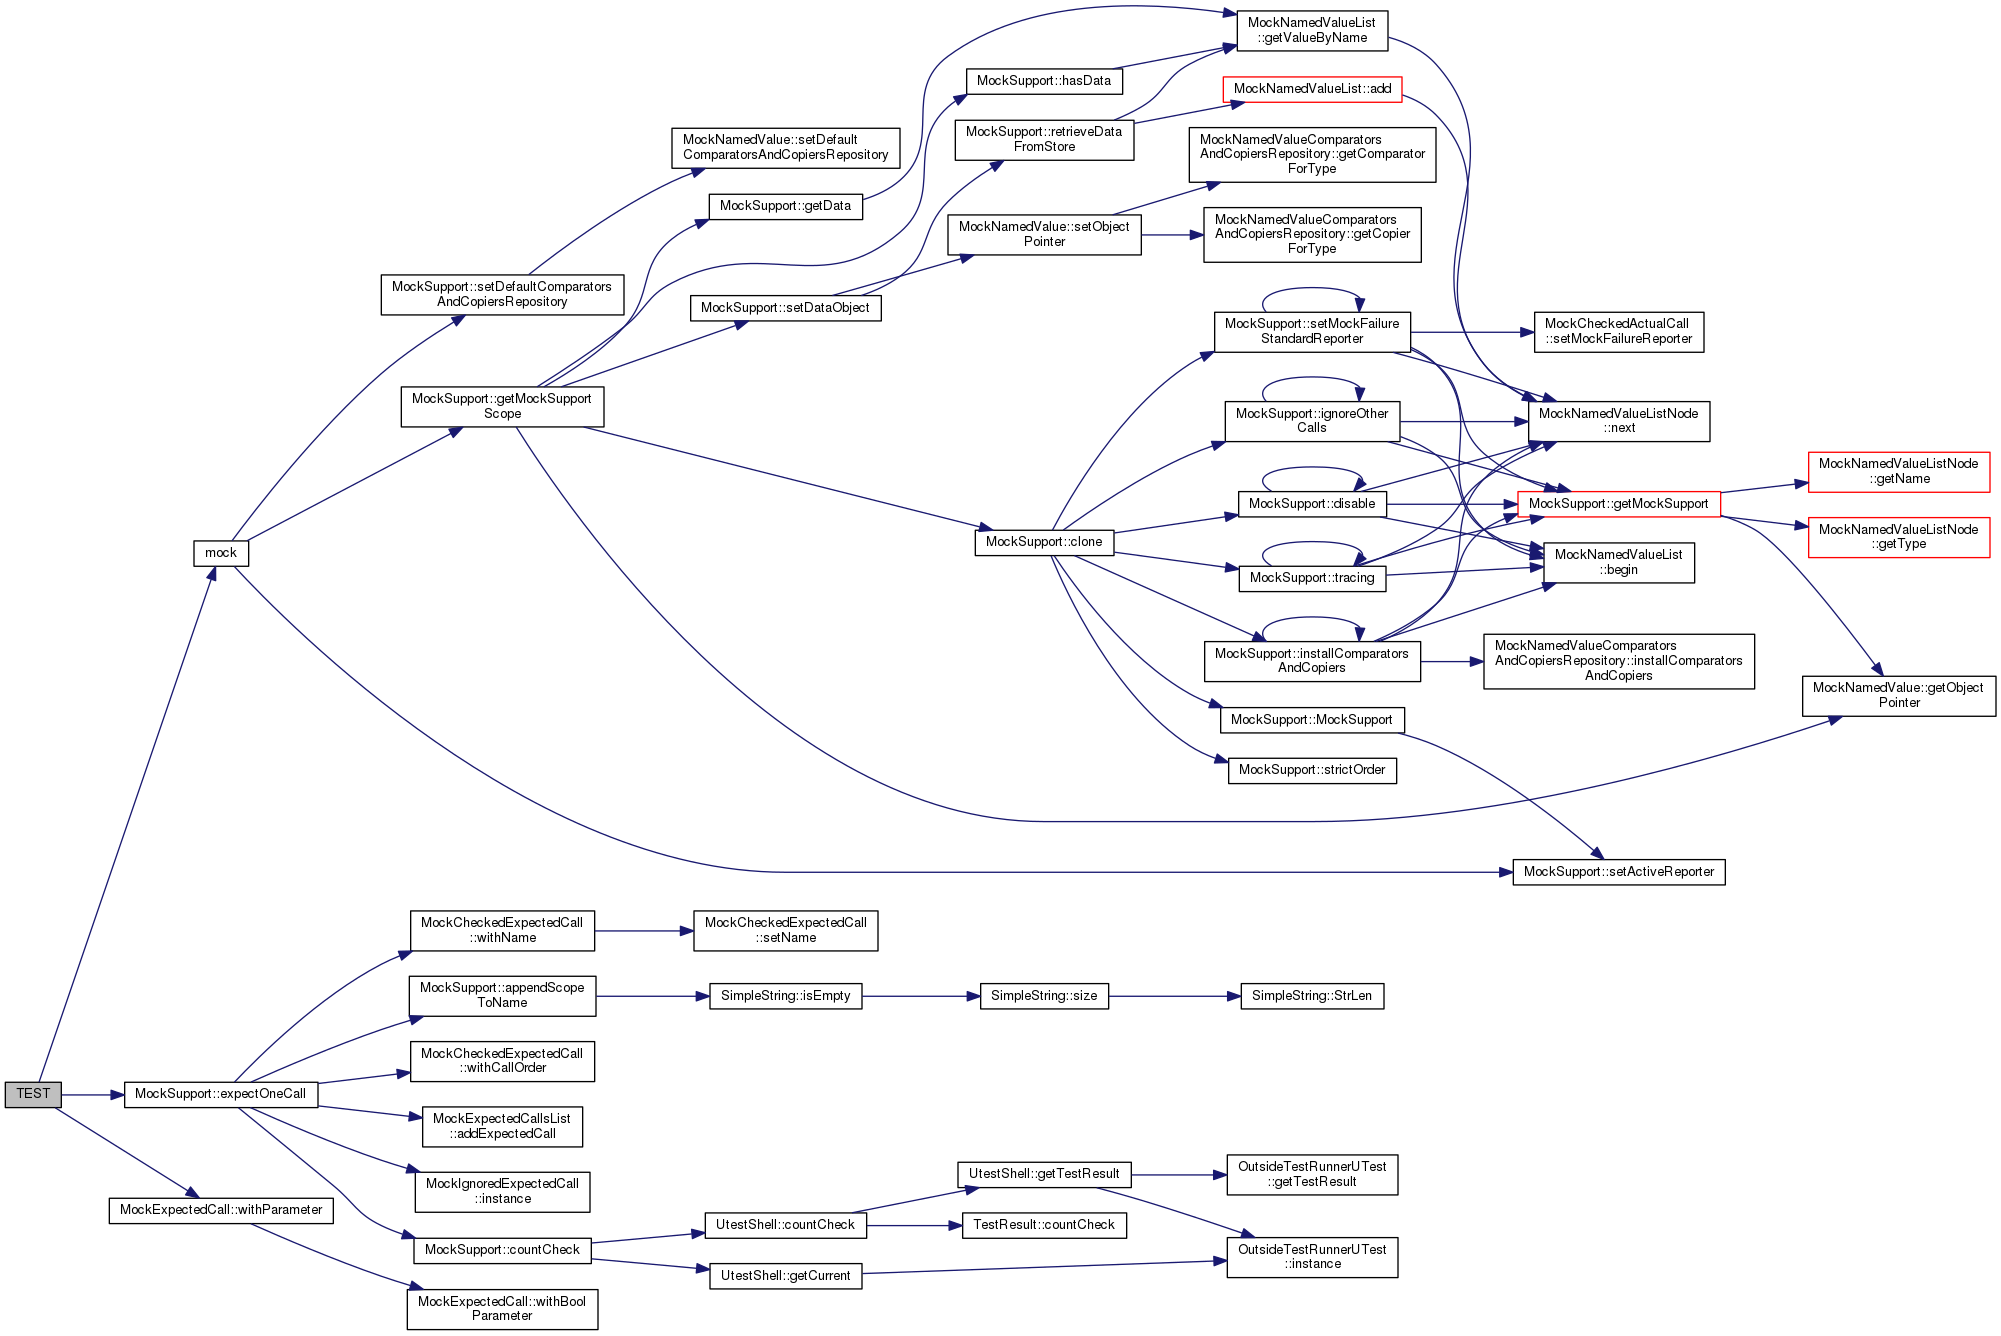 MockNamedValueList
::getValueByName
MockSupport::hasData
MockNamedValueList::add
MockSupport::retrieveData
FromStore
MockNamedValue::setDefault
ComparatorsAndCopiersRepository
MockNamedValueComparators
AndCopiersRepository::getComparator
ForType
MockSupport::getData
MockNamedValue::setObject
Pointer
MockNamedValueComparators
AndCopiersRepository::getCopier
ForType
MockSupport::setDefaultComparators
AndCopiersRepository
MockSupport::setDataObject
MockSupport::setMockFailure
StandardReporter
MockCheckedActualCall
::setMockFailureReporter
MockSupport::getMockSupport
Scope
MockSupport::ignoreOther
Calls
MockNamedValueListNode
::next
MockNamedValueListNode
::getName
MockSupport::disable
MockSupport::getMockSupport
MockNamedValueListNode
::getType
mock
MockSupport::clone
MockSupport::tracing
MockNamedValueList
::begin
MockSupport::installComparators
AndCopiers
MockNamedValueComparators
AndCopiersRepository::installComparators
AndCopiers
MockNamedValue::getObject
Pointer
MockSupport::MockSupport
MockSupport::strictOrder
MockSupport::setActiveReporter
MockCheckedExpectedCall
::withName
MockCheckedExpectedCall
::setName
MockSupport::appendScope
ToName
SimpleString::isEmpty
SimpleString::size
SimpleString::StrLen
MockCheckedExpectedCall
::withCallOrder
TEST
MockSupport::expectOneCall
MockExpectedCallsList
::addExpectedCall
MockIgnoredExpectedCall
::instance
UtestShell::getTestResult
OutsideTestRunnerUTest
::getTestResult
MockExpectedCall::withParameter
UtestShell::countCheck
TestResult::countCheck
MockSupport::countCheck
OutsideTestRunnerUTest
::instance
UtestShell::getCurrent
MockExpectedCall::withBool
Parameter